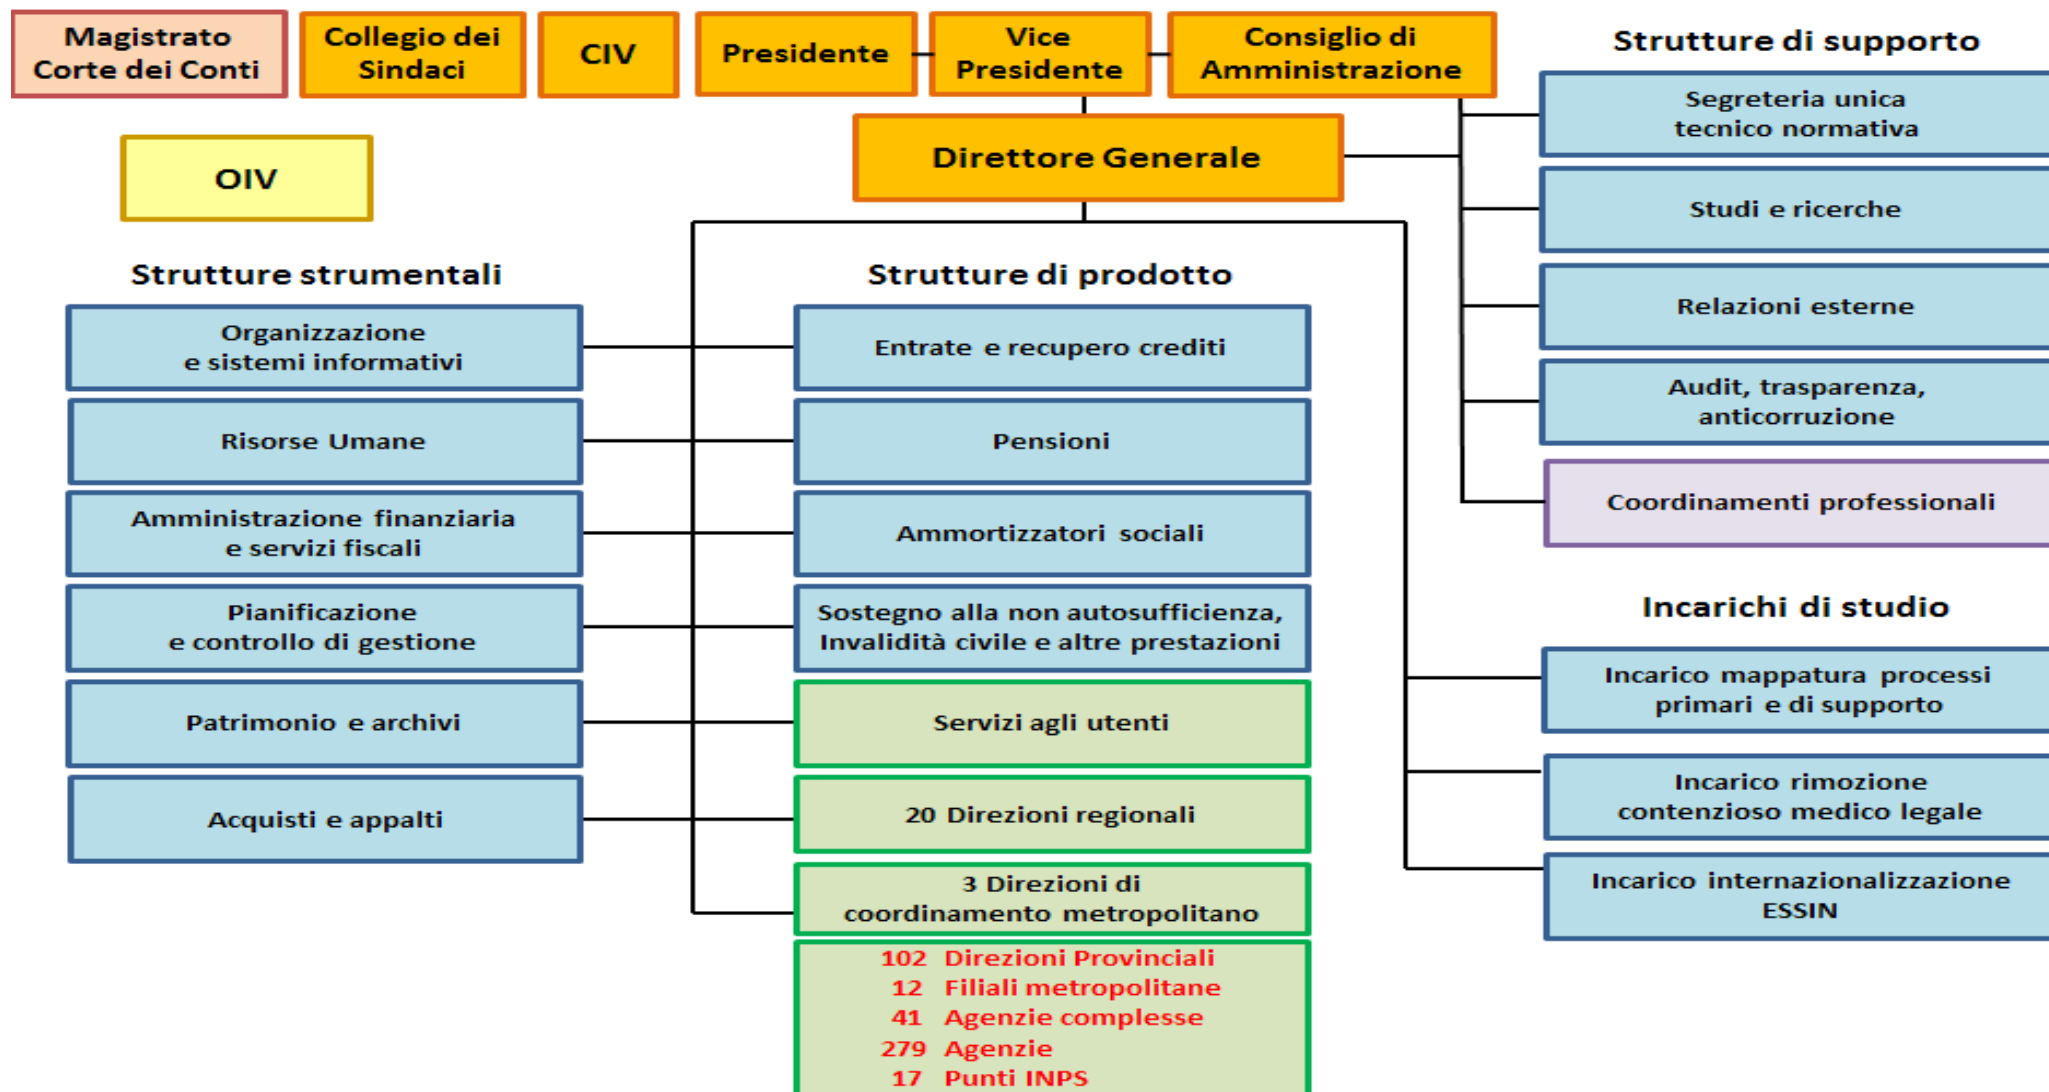 Magistrato
Corte dei Conti
Collegio dei
Sindaci
CIV
Presidente
Vice
Presidente
Consiglio di
Amministrazione
Direttore Generale
OIV
Strutture di supporto
Segreteria unica
tecnico normativa
Studi e ricerche
Relazioni esterne
Audit, trasparenza,
anticorruzione
Coordinamenti professionali
Strutture strumentali
Organizzazione
e sistemi informativi
Risorse Umane
Amministrazione finanziaria
e servizi fiscali
Pianificazione
e controllo di gestione
Patrimonio e archivi
Acquisti e appalti
Strutture di prodotto
Entrate e recupero crediti
Pensioni
Ammortizzatori sociali
Sostegno alla non autosufficienza,
Invalidità civile e altre prestazioni
Servizi agli utenti
20 Direzioni regionali
3 Direzioni di
coordinamento metropolitano
102 Direzioni Provinciali
12 Filiali metropolitane
41 Agenzie complesse
279 Agenzie
17 Punti INPS
Incarichi di studio
Incarico mappatura processi
primari e di supporto
Incarico rimozione
contenzioso medico legale
Incarico internazionalizzazione
ESSIN